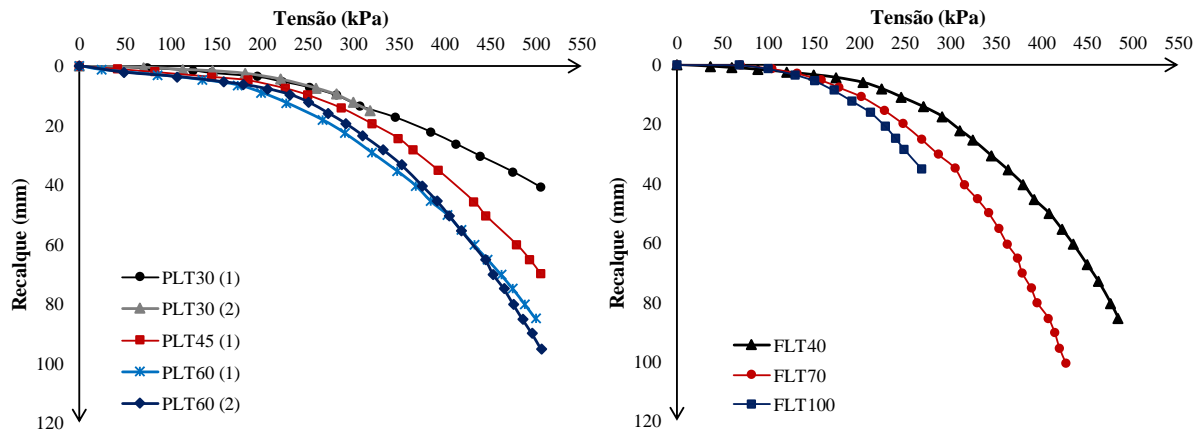 Tensão (kPa)
0 50 100 150 200 250 300 350 400 450 500 550
0
20
40
60
80
100
120
Recalque (mm)
PLT30 (1)
PLT30 (2)
PLT45 (1)
PLT60 (1)
PLT60 (2)
Tensão (kPa)
0 50 100 150 200 250 300 350 400 450 500 550
0
20
40
60
80
100
120
Recalque (mm)
FLT40
FLT70
FLT100